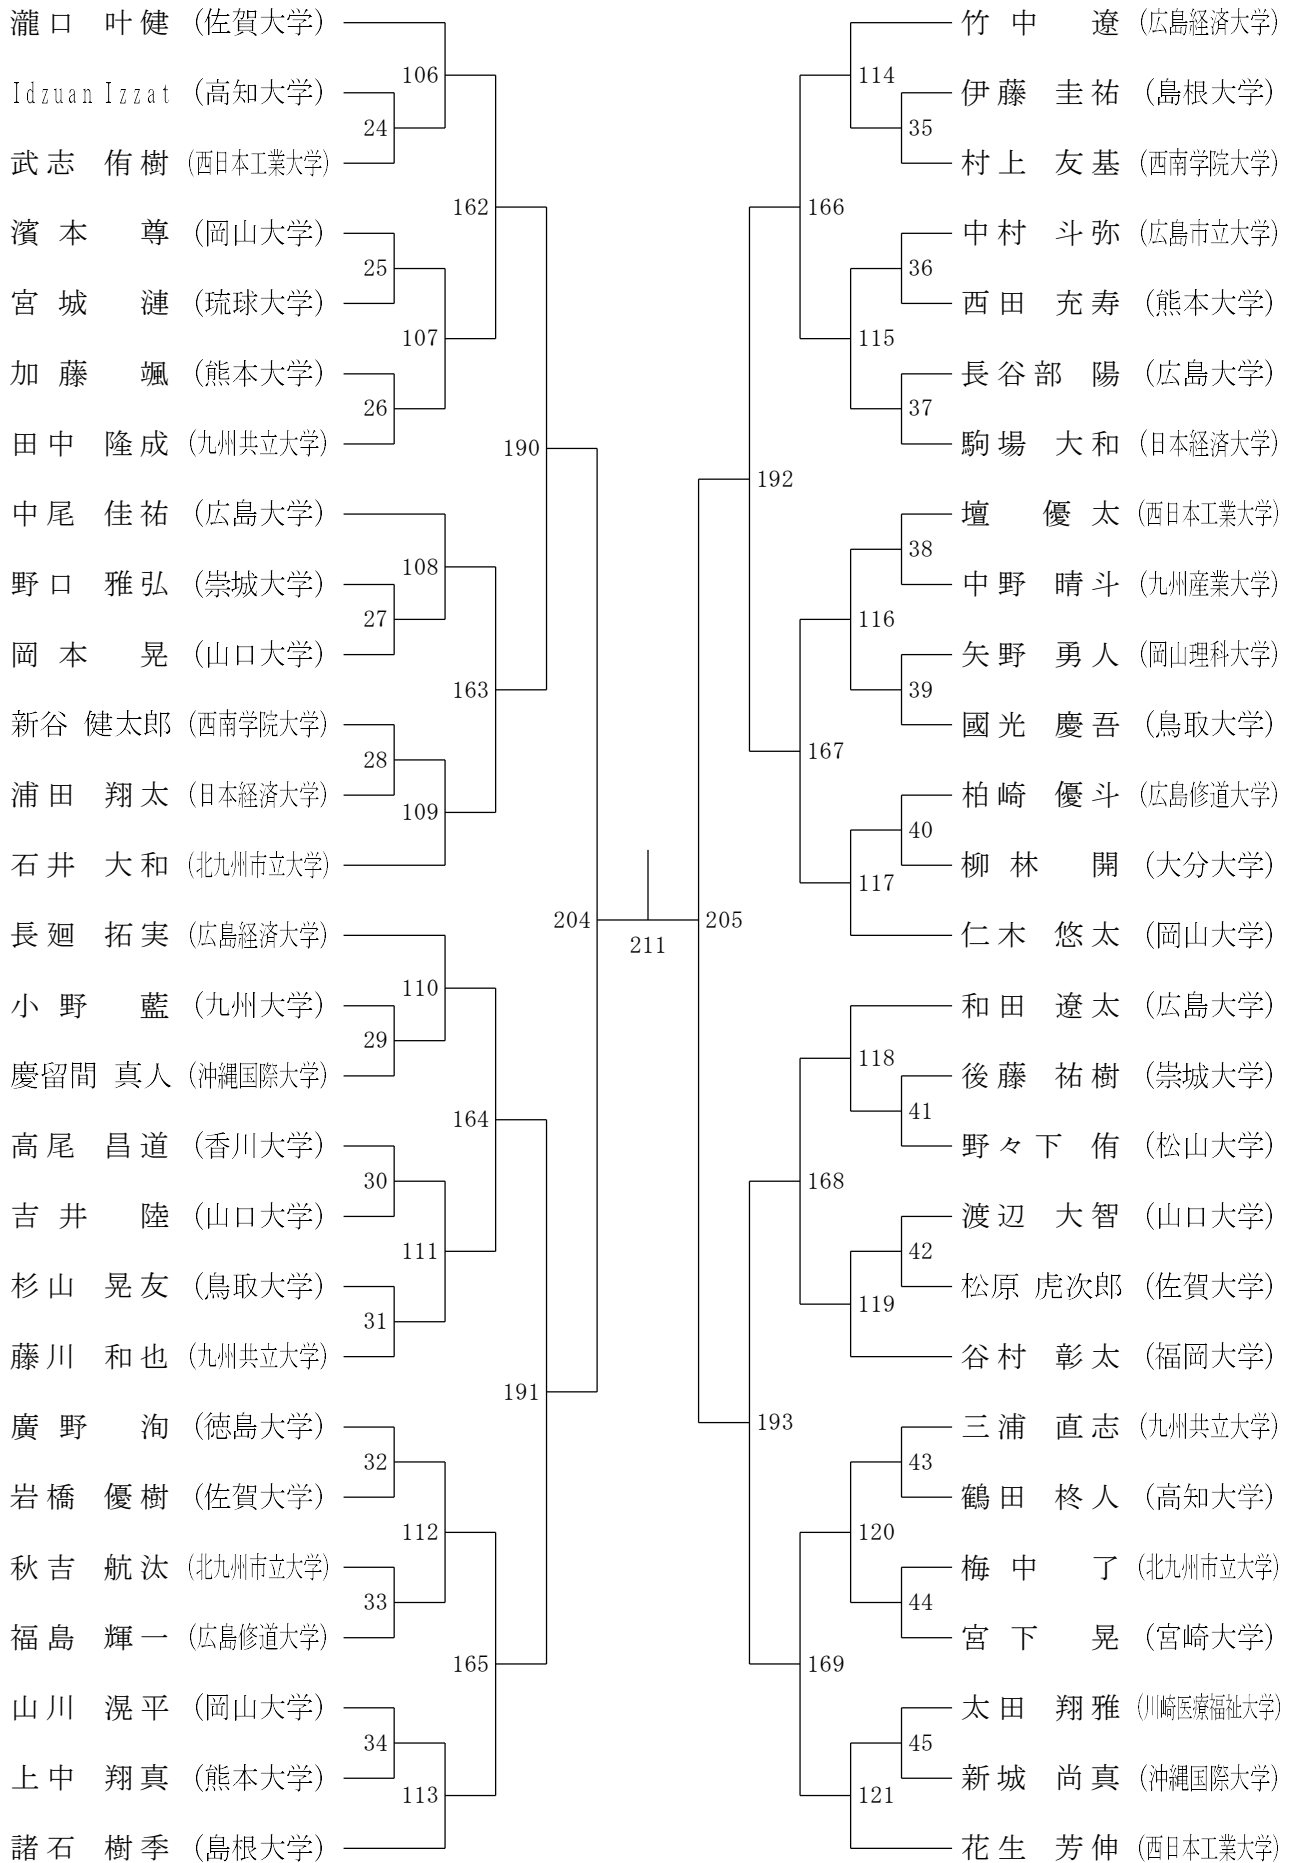 瀧口 叶健 (佐賀大学)
106
Idzuan Izzat (高知大学)
24
武志 侑樹 (西日本工業大学)
162
濱本 尊 (岡山大学)
25
宮城 漣 (琉球大学)
107
加藤 颯 (熊本大学)
26
田中 隆成 (九州共立大学)
190
中尾 佳祐 (広島大学)
108
野口 雅弘 (崇城大学)
27
岡本 晃 (山口大学)
163
新谷 健太郎 (西南学院大学)
28
浦田 翔太 (日本経済大学)
109
石井 大和 (北九州市立大学)
204
長廻 拓実 (広島経済大学)
110
小野 藍 (九州大学)
29
慶留間 真人 (沖縄国際大学)
164
高尾 昌道 (香川大学)
30
吉井 陸 (山口大学)
111
杉山 晃友 (鳥取大学)
31
藤川 和也 (九州共立大学)
191
廣野 洵 (徳島大学)
32
岩橋 優樹 (佐賀大学)
112
秋吉 航汰 (北九州市立大学)
33
福島 輝一 (広島修道大学)
165
山川 滉平 (岡山大学)
34
上中 翔真 (熊本大学)
113
諸石 樹季 (島根大学)
211
竹中 遼 (広島経済大学)
114
伊藤 圭祐 (島根大学)
35
村上 友基 (西南学院大学)
166
中村 斗弥 (広島市立大学)
36
西田 充寿 (熊本大学)
115
長谷部 陽 (広島大学)
37
駒場 大和 (日本経済大学)
192
壇 優太 (西日本工業大学)
38
中野 晴斗 (九州産業大学)
116
矢野 勇人 (岡山理科大学)
39
國光 慶吾 (鳥取大学)
167
柏崎 優斗 (広島修道大学)
40
柳林 開 (大分大学)
117
仁木 悠太 (岡山大学)
205
和田 遼太 (広島大学)
118
後藤 祐樹 (崇城大学)
41
野々下 侑 (松山大学)
168
渡辺 大智 (山口大学)
42
松原 虎次郎 (佐賀大学)
119
谷村 彰太 (福岡大学)
193
三浦 直志 (九州共立大学)
43
鶴田 柊人 (高知大学)
120
梅中 了 (北九州市立大学)
44
宮下 晃 (宮崎大学)
169
太田 翔雅 (川崎医療福祉大学)
45
新城 尚真 (沖縄国際大学)
121
花生 芳伸 (西日本工業大学)